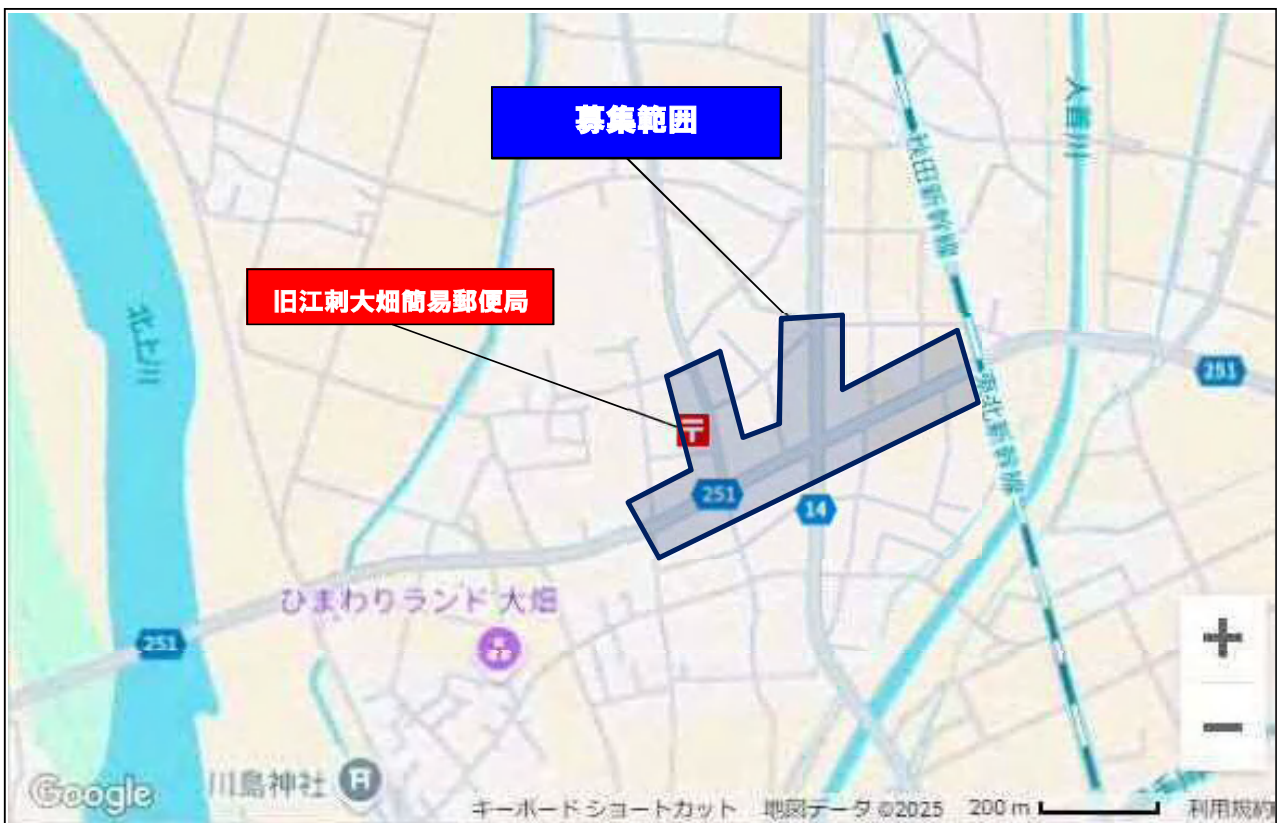 募集範囲
人首川
秋田新幹線
旧江刺大畑簡易郵便局
北上川
251
東北新幹線
251
14
ひまわりランド 大畑
251
川島神社
Google
キーボード ショートカット 地図データ ©2025 200 m 利用規約